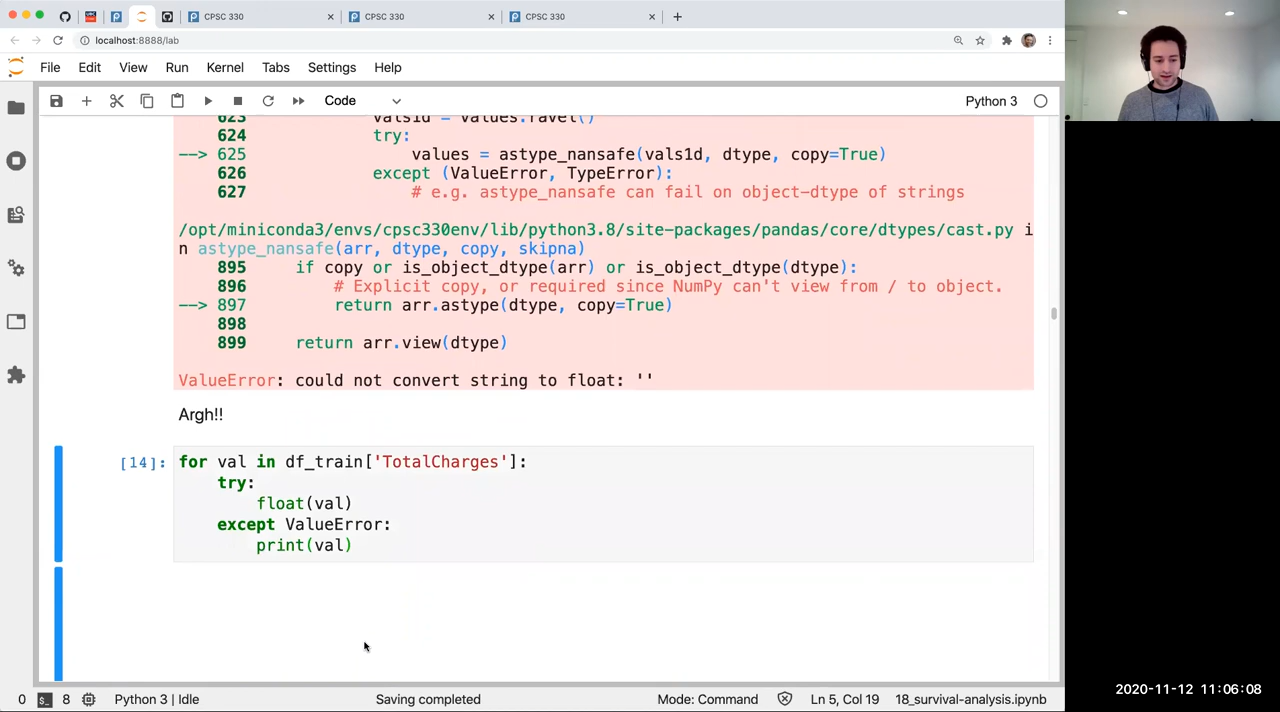 CPSC 330 × CPSC 330 × CPSC 330 × +
localhost:8888/lab
File Edit View Run Kernel Tabs Settings Help
Code Python 3
623 vals1d = values.ravel()
624 try:
--> 625 values = astype_nansafe(vals1d, dtype, copy=True)
626 except (ValueError, TypeError):
627 # e.g. astype_nansafe can fail on object-dtype of strings
/opt/miniconda3/envs/cpsc330env/lib/python3.8/site-packages/pandas/core/dtypes/cast.py i
n astype_nansafe(arr, dtype, copy, skipna)
895 if copy or is_object_dtype(arr) or is_object_dtype(dtype):
896 # Explicit copy, or required since NumPy can't view from / to object.
--> 897 return arr.astype(dtype, copy=True)
898
899 return arr.view(dtype)
ValueError: could not convert string to float: ''
Argh!!
[14]: for val in df_train['TotalCharges']:
try:
float(val)
except ValueError:
print(val)
0 8 Python 3 | Idle Saving completed Mode: Command Ln 5, Col 19 18_survival-analysis.ipynb
2020-11-12 11:06:08